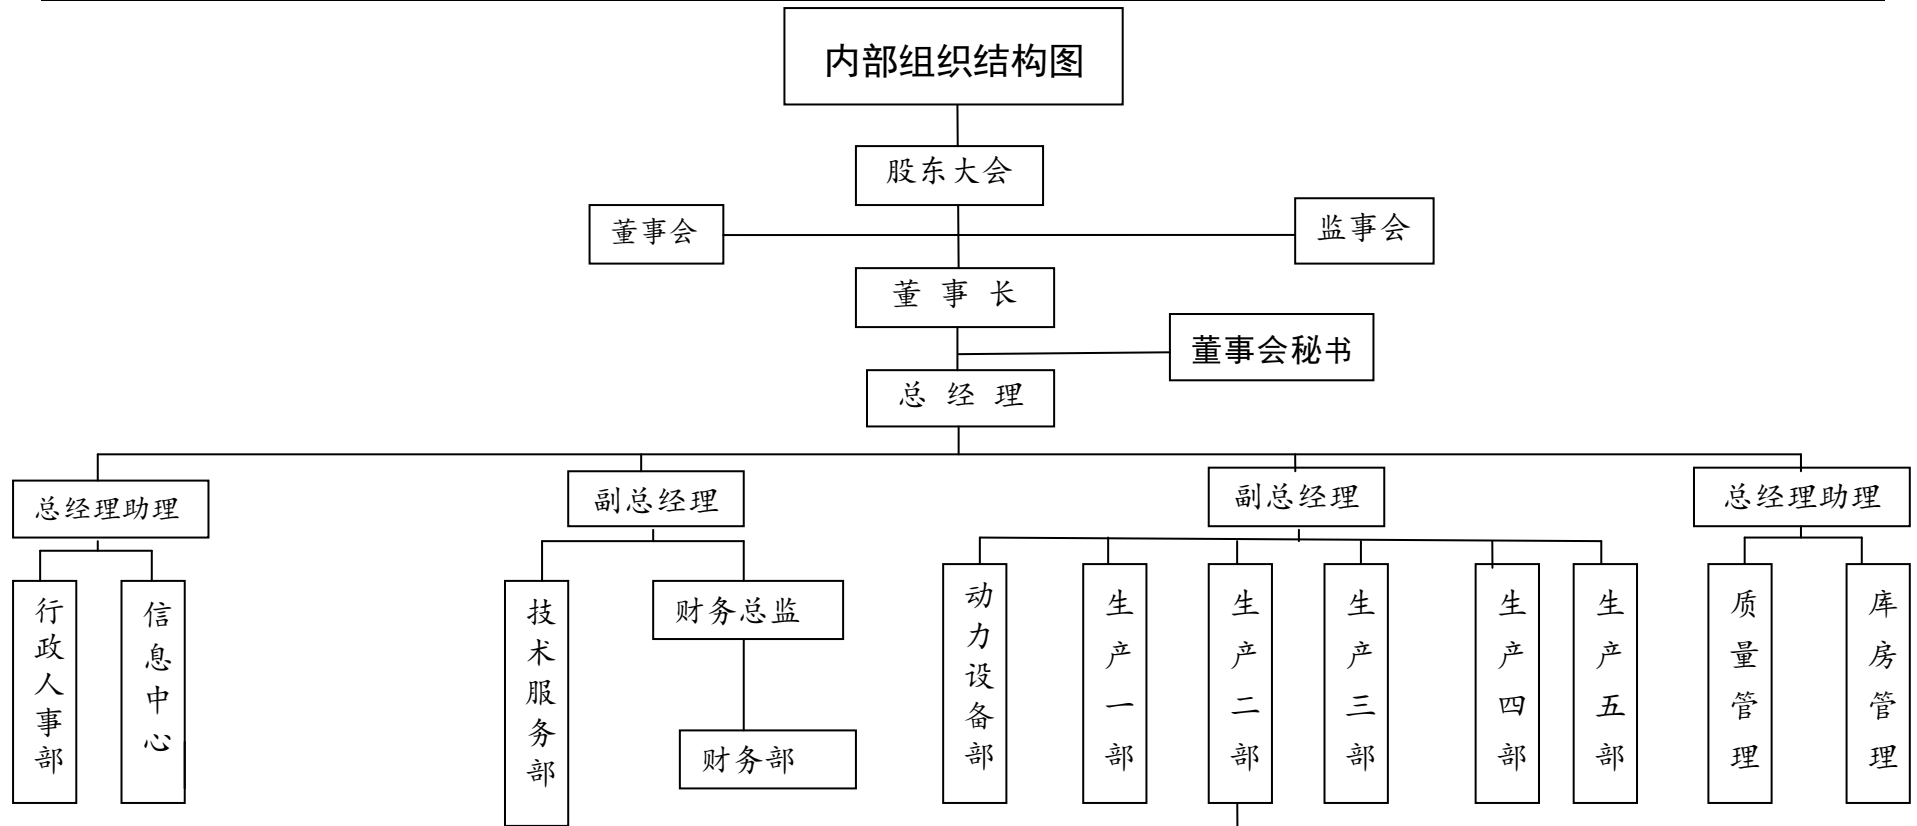 内部组织结构图
股东大会
董事会
监事会
董 事 长
董事会秘书
总 经 理
总经理助理
副总经理
副总经理
总经理助理
行政人事部
信息中心
技术服务部
财务总监
财务部
动力设备部
生产一部
生产二部
生产三部
生产四部
生产五部
质量管理
库房管理